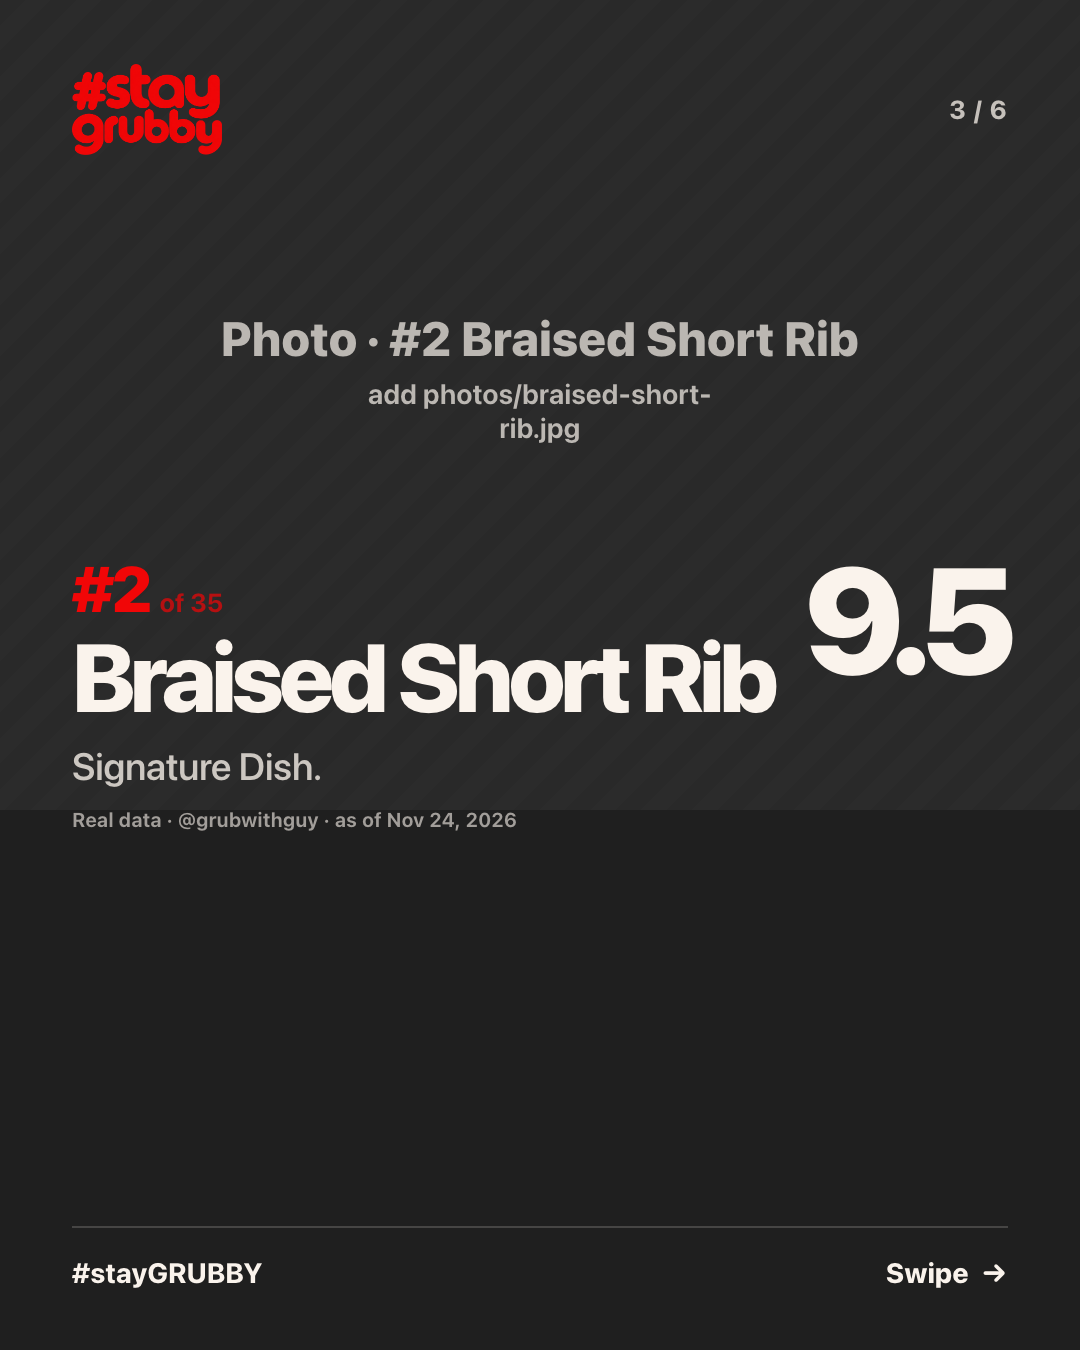 #stay
grubby
3 / 6
Photo · #2 Braised Short Rib
add photos/braised-short-
rib.jpg
#2 of 35
9.5
Braised Short Rib
Signature Dish.
Real data · @grubwithguy · as of Nov 24, 2026
#stayGRUBBY
Swipe →